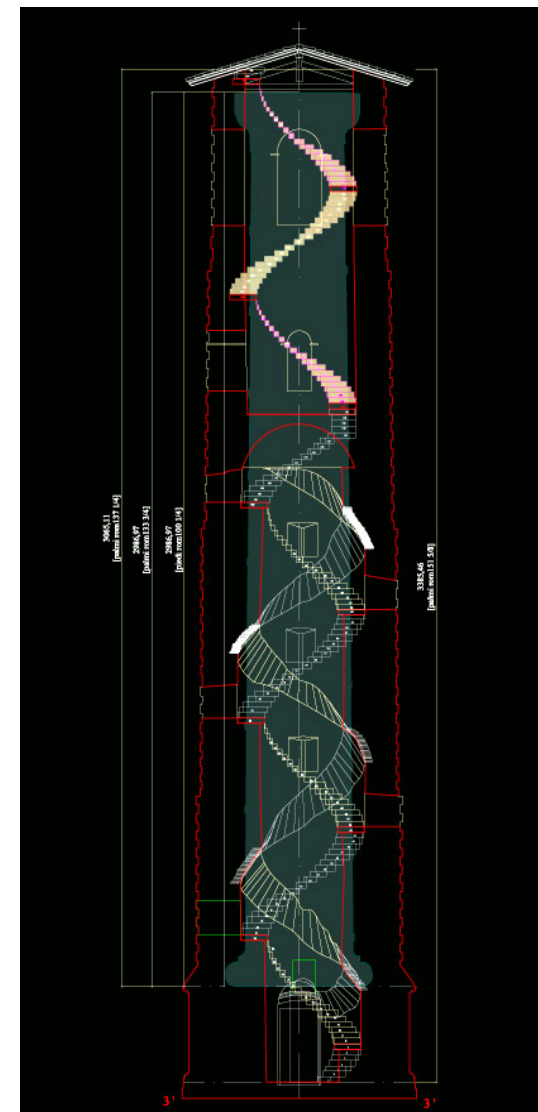 3065,11
[palmi rom137 1/4]
2986,97
[palmi rom133 3/4]
2986,97
[piedi rom100 1/4]
3385,46
[palmi rom151 5/8]
3'
3'